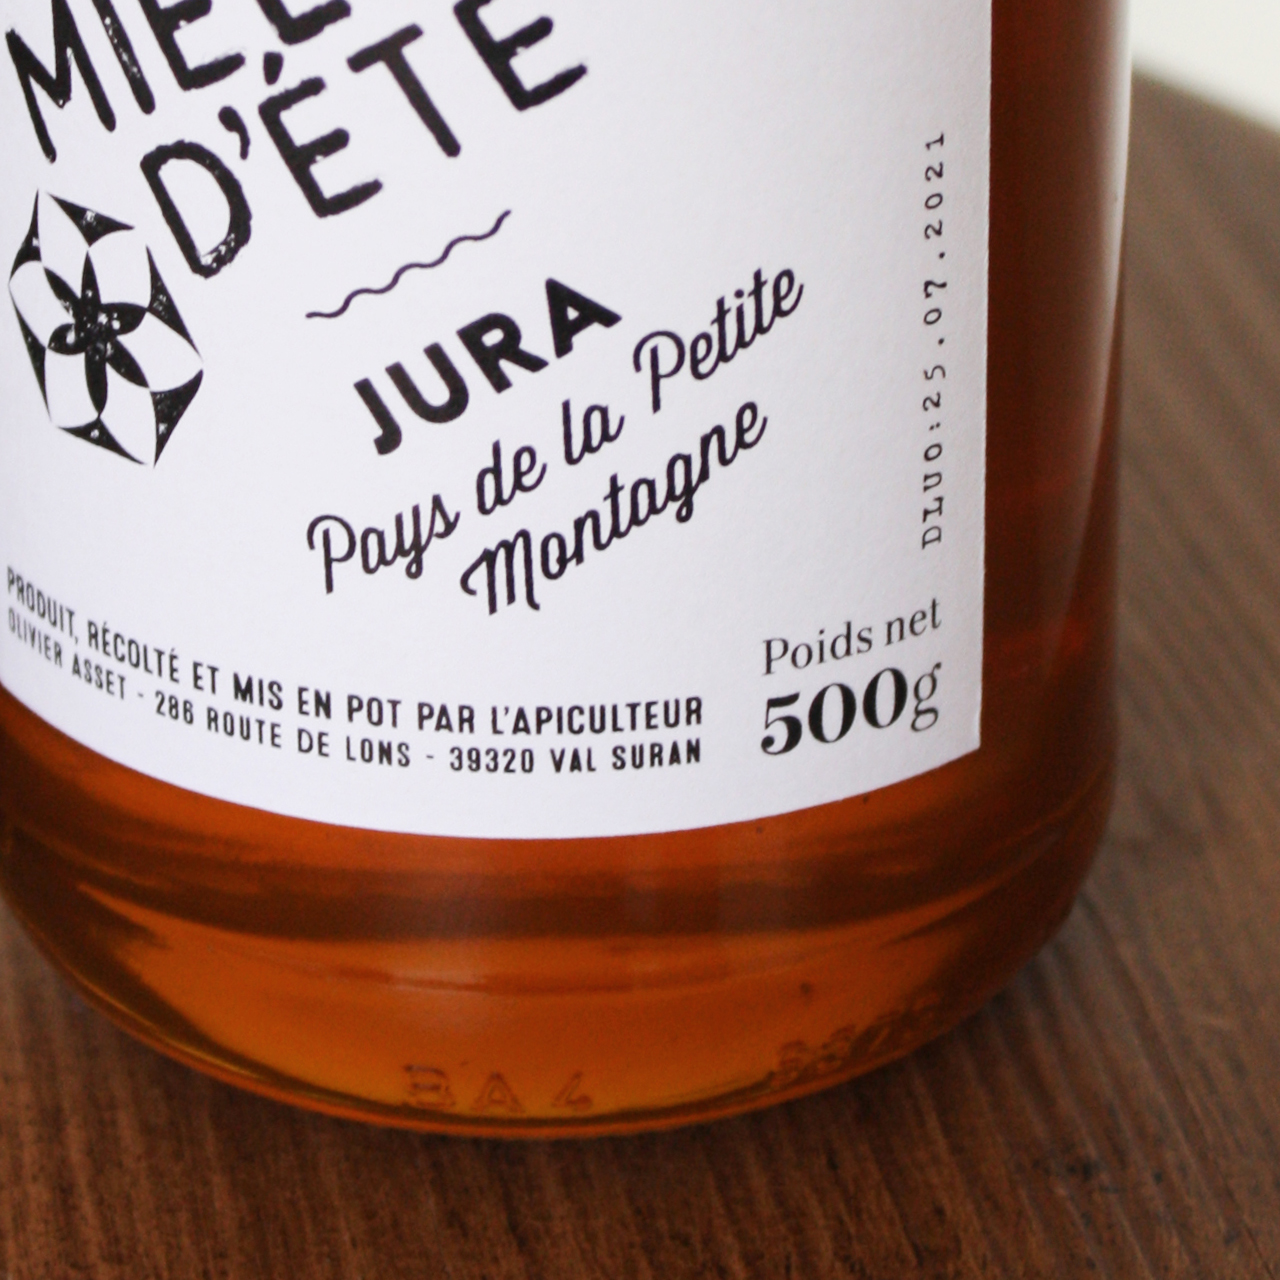 MIEL
D'ÉTÉ
JURA
Pays de la Petite
Montagne
DLUO:25.07.2021
PRODUIT, RÉCOLTÉ ET MIS EN POT PAR L'APICULTEUR
OLIVIER ASSET - 286 ROUTE DE LONS - 39320 VAL SURAN
Poids net
500g